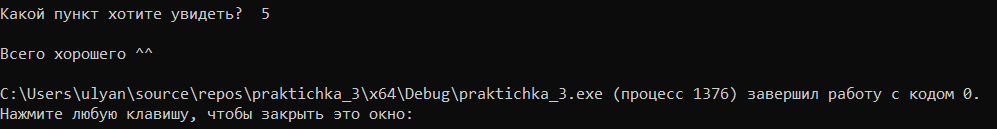 Какой пункт хотите увидеть?  5
Всего хорошего ^^
C:\Users\ulyan\source\repos\praktichka_3\x64\Debug\praktichka_3.exe (процесс 1376) завершил работу с кодом 0.
Нажмите любую клавишу, чтобы закрыть это окно: